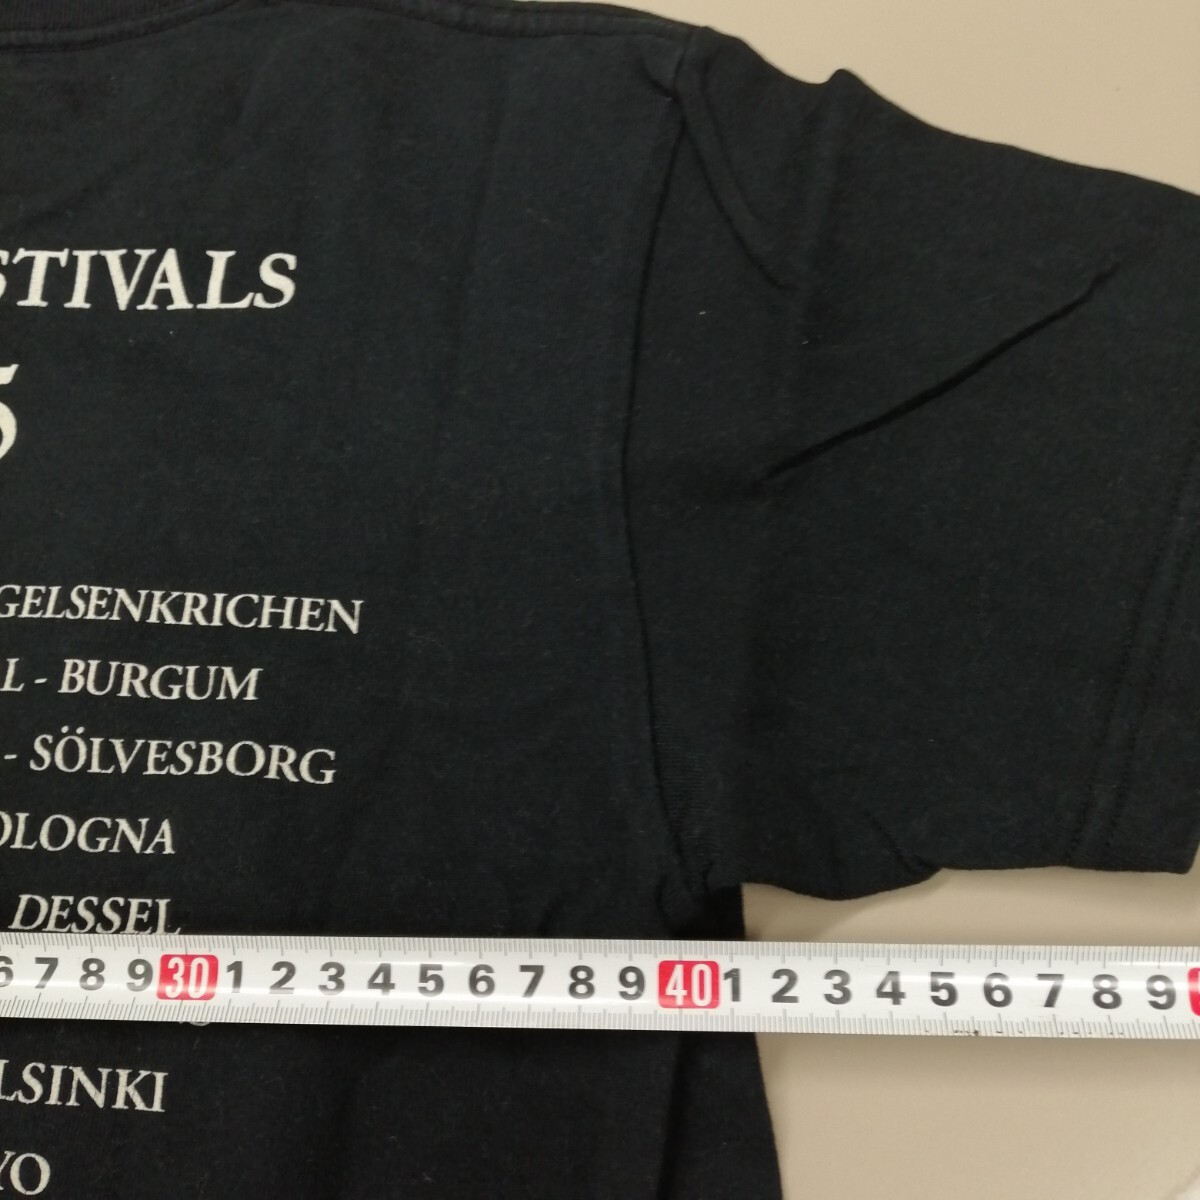 STIVALS
5
GELSENKRICHEN
L - BURGUM
- SÖLVESBORG
OLOGNA
DESSEL
6 7 8 9 30 1 2 3 4 5 6 7 8 9 40 1 2 3 4 5 6 7 8 9
LSINKI
YO